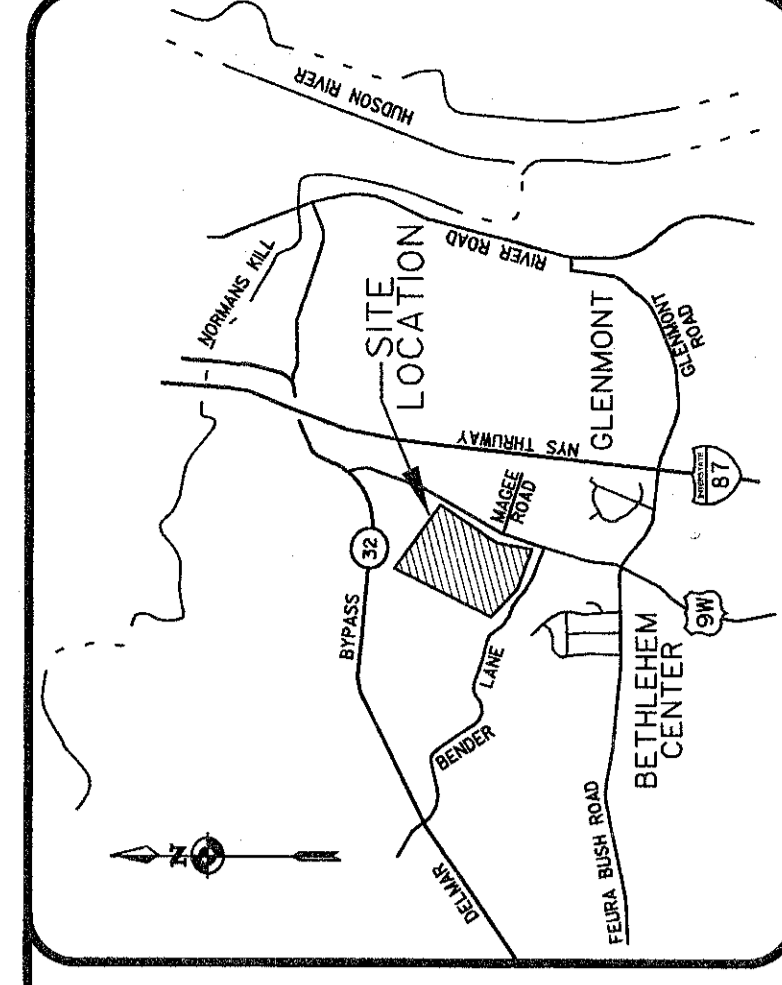 HUDSON RIVER
NORMANS KILL
RIVER ROAD
SITE
LOCATION
NYS THRUWAY
GLENMONT
GLENMONT
ROAD
INTERSTATE
87
MAGEE
ROAD
32
BYPASS
BENDER
LANE
9W
BETHLEHEM
CENTER
N
DELMAR
FEURA BUSH ROAD